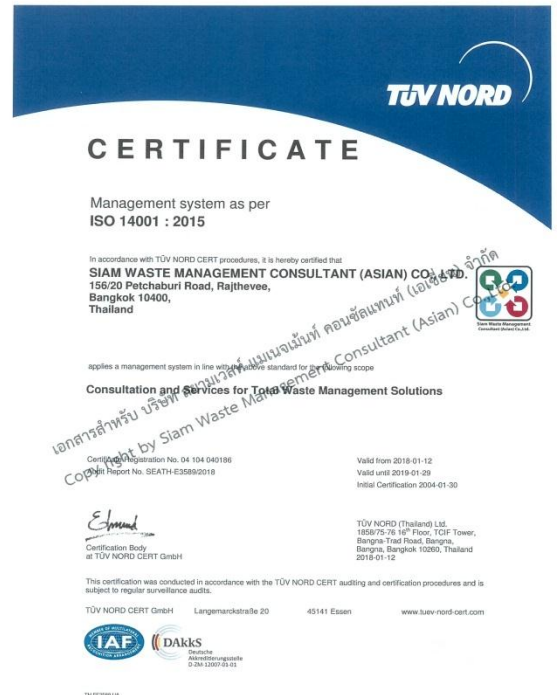 TÜV NORD
CERTIFICATE
Management system as per
ISO 14001 : 2015
In accordance with TÜV NORD CERT procedures, it is hereby certified that
SIAM WASTE MANAGEMENT CONSULTANT (ASIAN) CO., LTD.
156/20 Petchaburi Road, Rajthevee,
Bangkok 10400,
Thailand
Siam Waste Management
Consultant (Asian) Co.,Ltd.
applies a management system in line with the above standard for the following scope
Consultation and Services for Total Waste Management Solutions
เอกสารสำหรับ บริษัท สยามเวสต์ แมเนจเม้นท์ คอนซัลแทนท์ (เอเชี่ยน) จำกัด
Copy right by Siam Waste Management Consultant (Asian) Co.,Ltd.
Certificate Registration No. 04 104 040186
Audit Report No. SEATH-E3589/2018
Valid from 2018-01-12
Valid until 2019-01-29
Initial Certification 2004-01-30
Certification Body
at TÜV NORD CERT GmbH
TÜV NORD (Thailand) Ltd.
1858/75-76 16th Floor, TCIF Tower,
Bangna-Trad Road, Bangna,
Bangna, Bangkok 10260, Thailand
2018-01-12
This certification was conducted in accordance with the TÜV NORD CERT auditing and certification procedures and is
subject to regular surveillance audits.
TÜV NORD CERT GmbH Langemarckstraße 20 45141 Essen www.tuev-nord-cert.com
IAF
DAkkS
Deutsche
Akkreditierungsstelle
D-ZM-12007-01-01